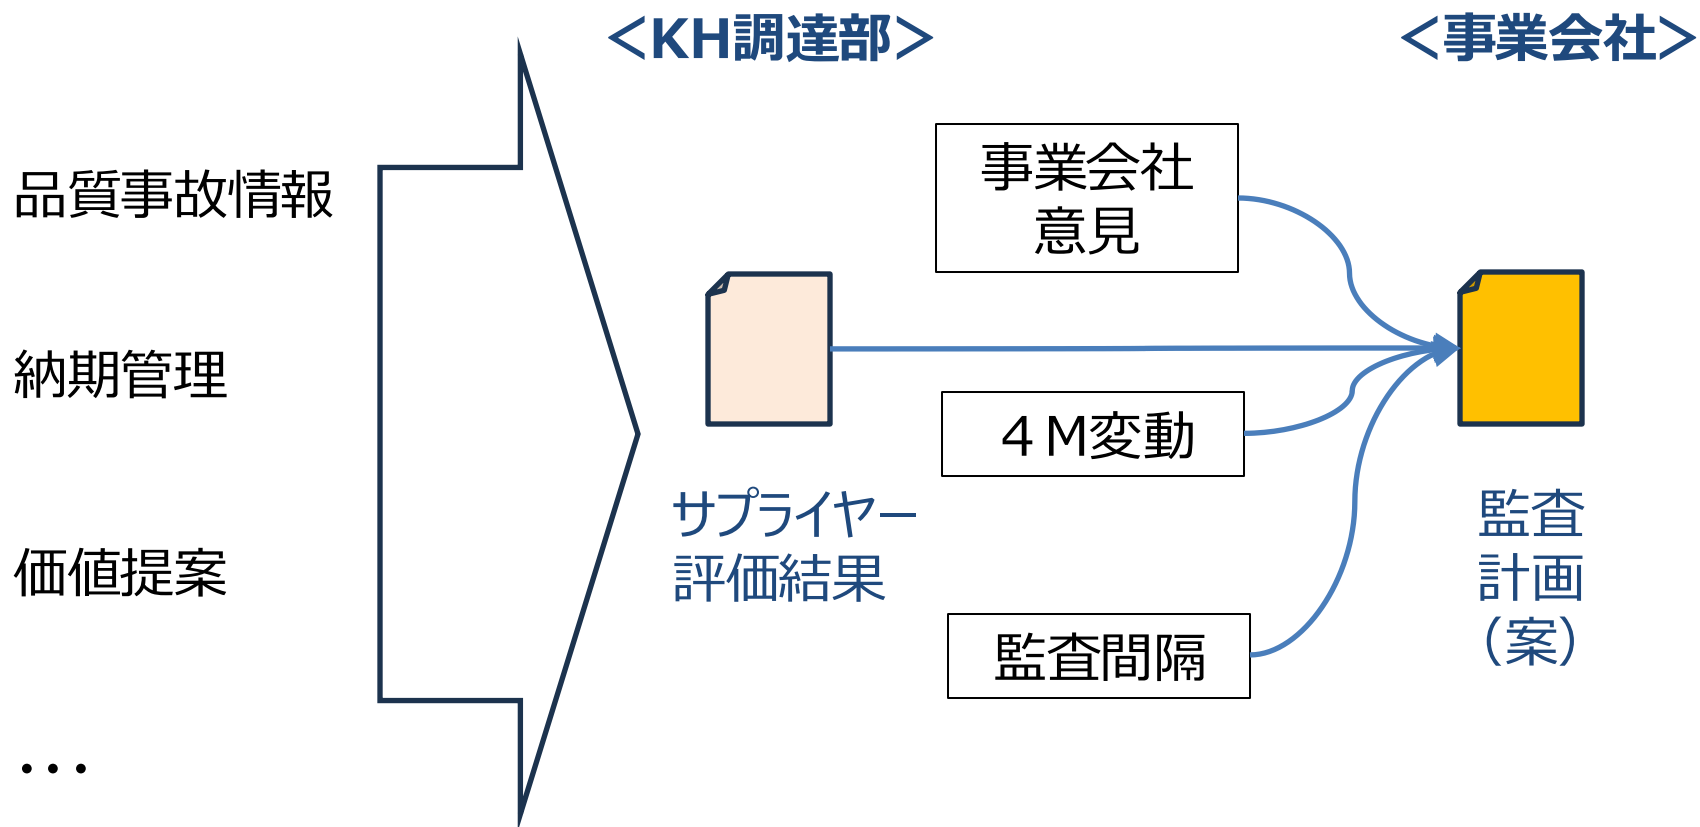 ＜KH調達部＞
＜事業会社＞
品質事故情報
納期管理
価値提案
…
サプライヤー
評価結果
事業会社
意見
４M変動
監査間隔
監査
計画
（案）